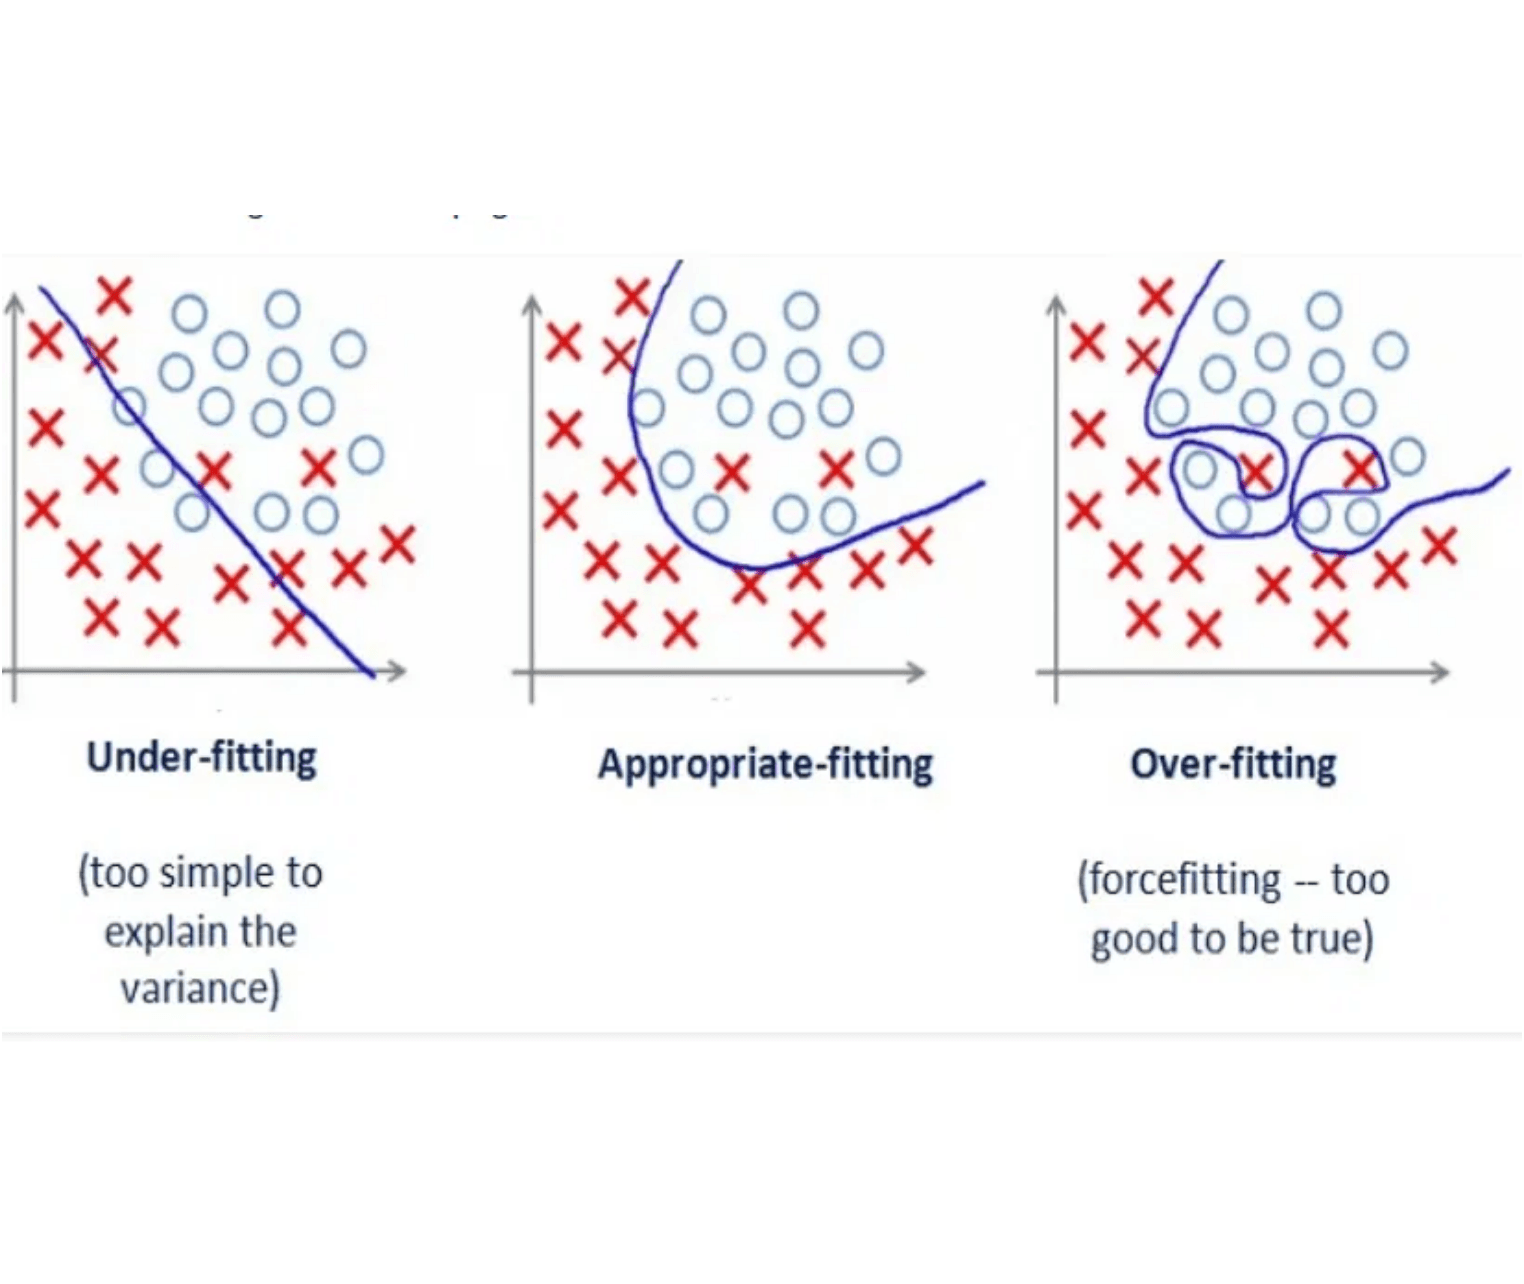 Under-fitting
(too simple to
explain the
variance)
Appropriate-fitting
Over-fitting
(forcefitting -- too
good to be true)